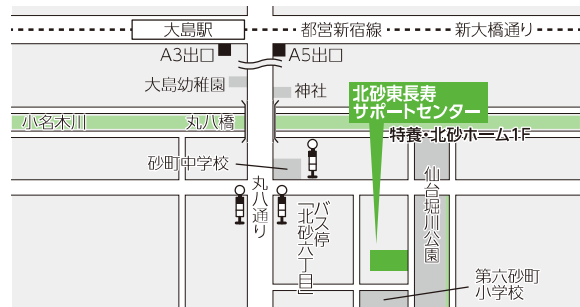 大島駅
都営新宿線
新大橋通り
A3出口
A5出口
大島幼稚園
神社
北砂東長寿
サポートセンター
小名木川
丸八橋
特養・北砂ホーム1F
砂町中学校
仙台堀川公園
丸八通り
バス停
「北砂六丁目」
第六砂町
小学校